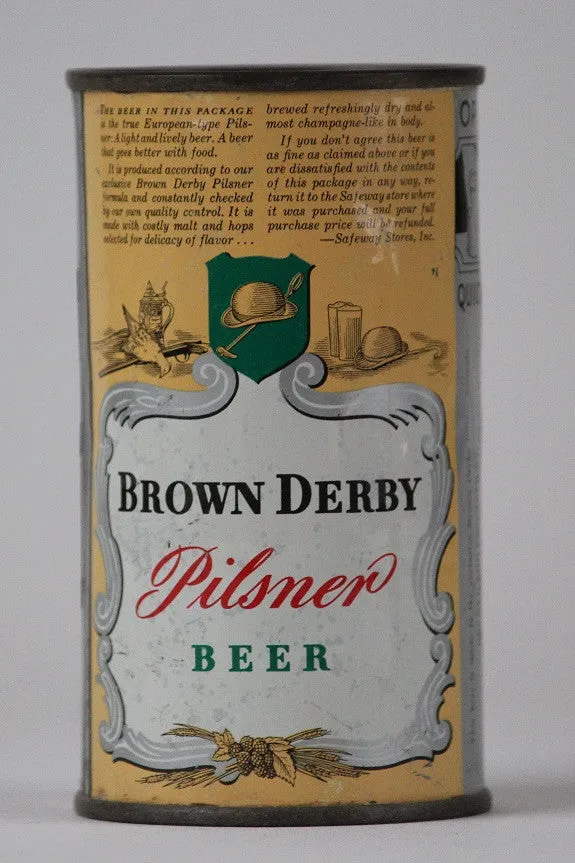 THE BEER IN THIS PACKAGE
is the true European-type Pils-
ner. A light and lively beer. A beer
that goes better with food.
It is produced according to our
exclusive Brown Derby Pilsner
formula and constantly checked
by our own quality control. It is
made with costly malt and hops
selected for delicacy of flavor . . .
brewed refreshingly dry and al-
most champagne-like in body.
If you don't agree this beer is
as fine as claimed above or if you
are dissatisfied with the contents
of this package in any way, re-
turn it to the Safeway store where
it was purchased and your full
purchase price will be refunded.
—Safeway Stores, Inc.
BROWN DERBY
Pilsner
BEER